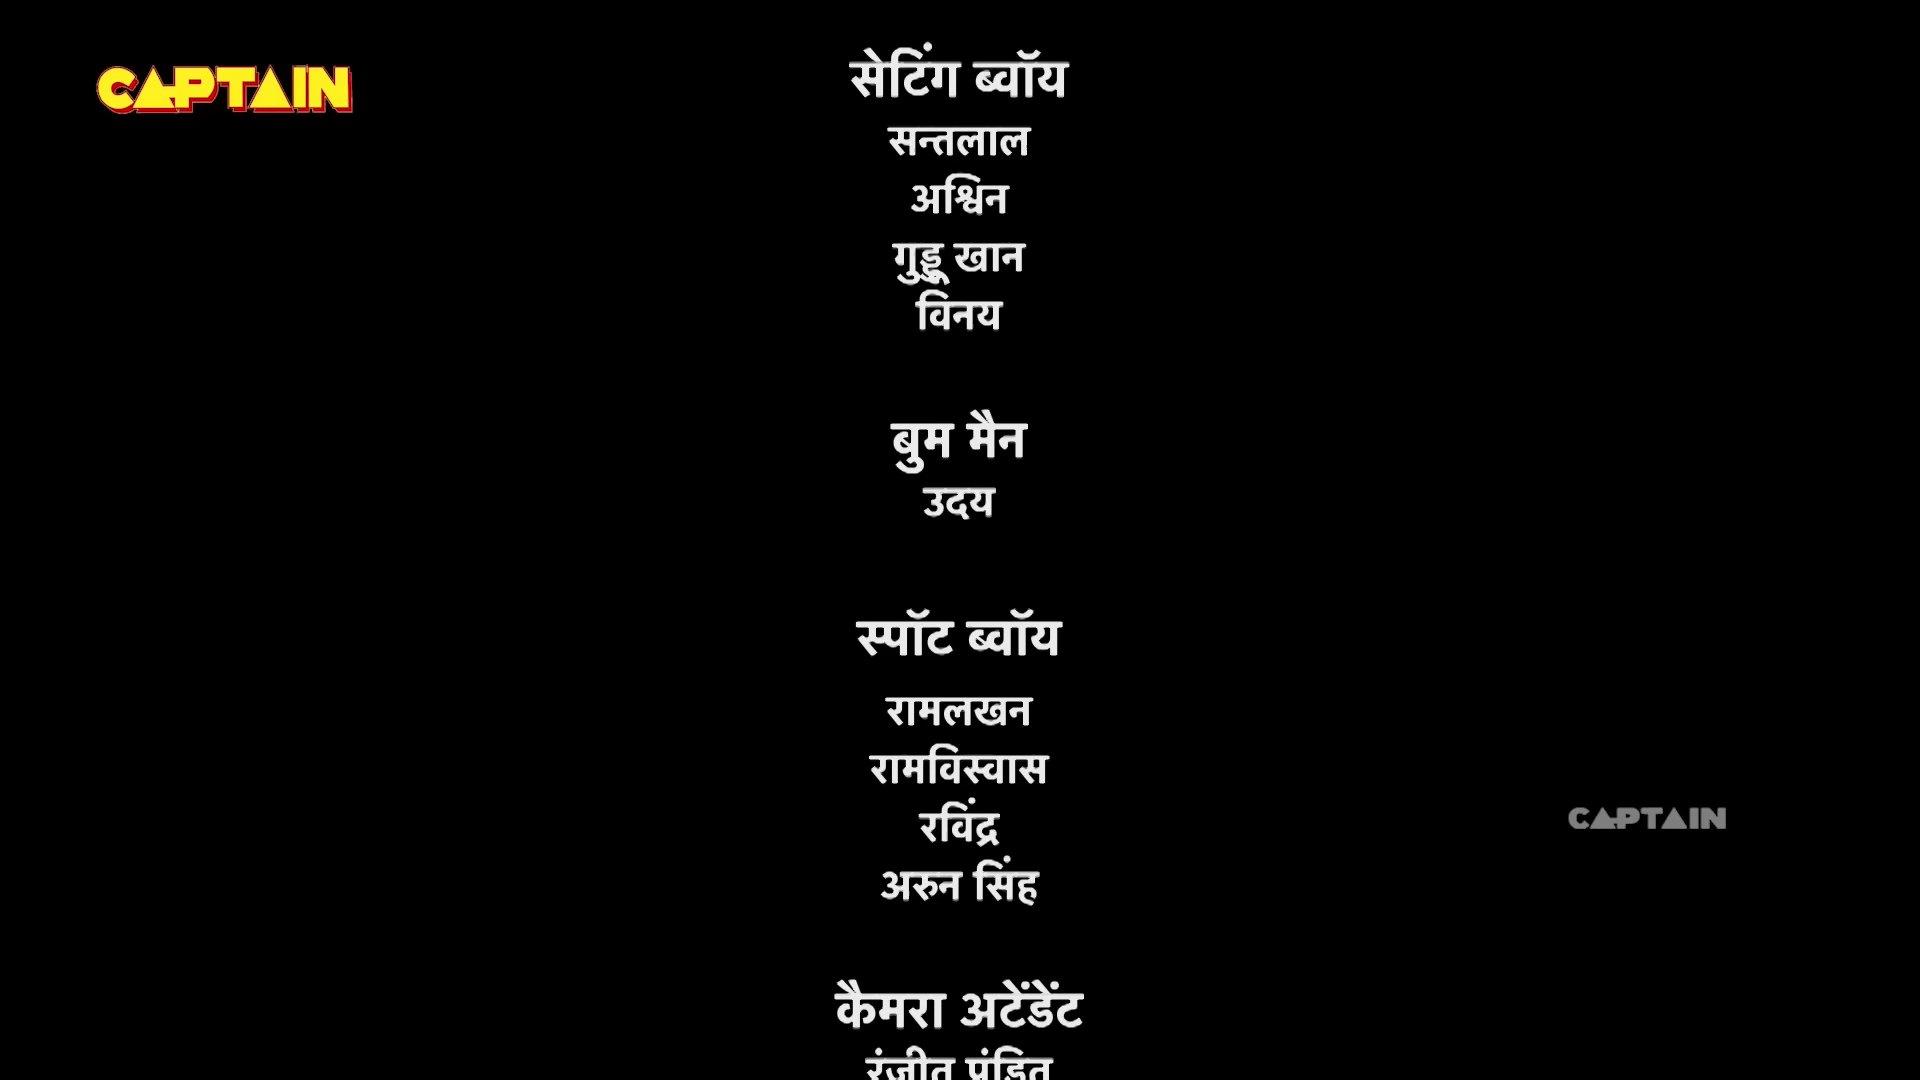 CAPTAIN
सेटिंग ब्वॉय
सन्तलाल
अश्विन
गुड्डू खान
विनय
बुम मैन
उदय
स्पॉट ब्वॉय
रामलखन
रामविस्वास
रविंद्र
अरुन सिंह
CAPTAIN
कैमरा अटेंडेंट
रंजीत पंडित